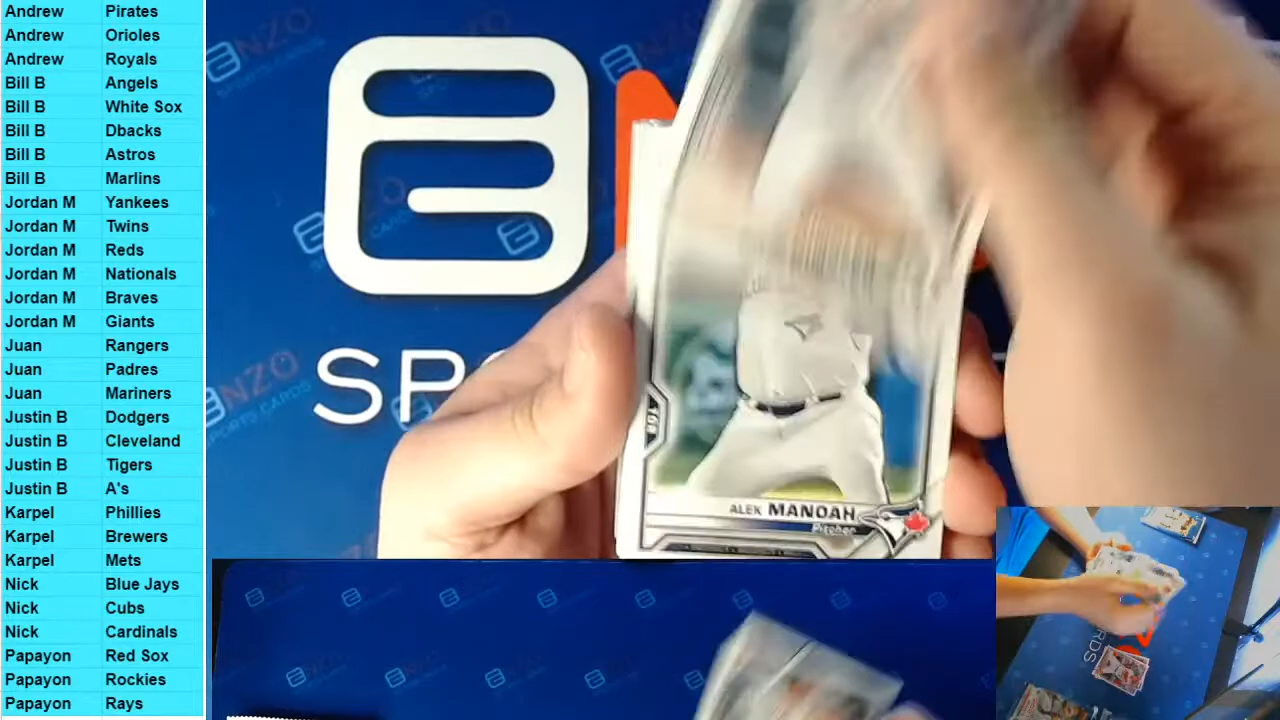 Andrew Pirates
Andrew Orioles
Andrew Royals
Bill B Angels
Bill B White Sox
Bill B Dbacks
Bill B Astros
Bill B Marlins
Jordan M Yankees
Jordan M Twins
Jordan M Reds
Jordan M Nationals
Jordan M Braves
Jordan M Giants
Juan Rangers
Juan Padres
Juan Mariners
Justin B Dodgers
Justin B Cleveland
Justin B Tigers
Justin B A's
Karpel Phillies
Karpel Brewers
Karpel Mets
Nick Blue Jays
Nick Cubs
Nick Cardinals
Papayon Red Sox
Papayon Rockies
Papayon Rays
SP
ALEK MANOAH
Pitcher